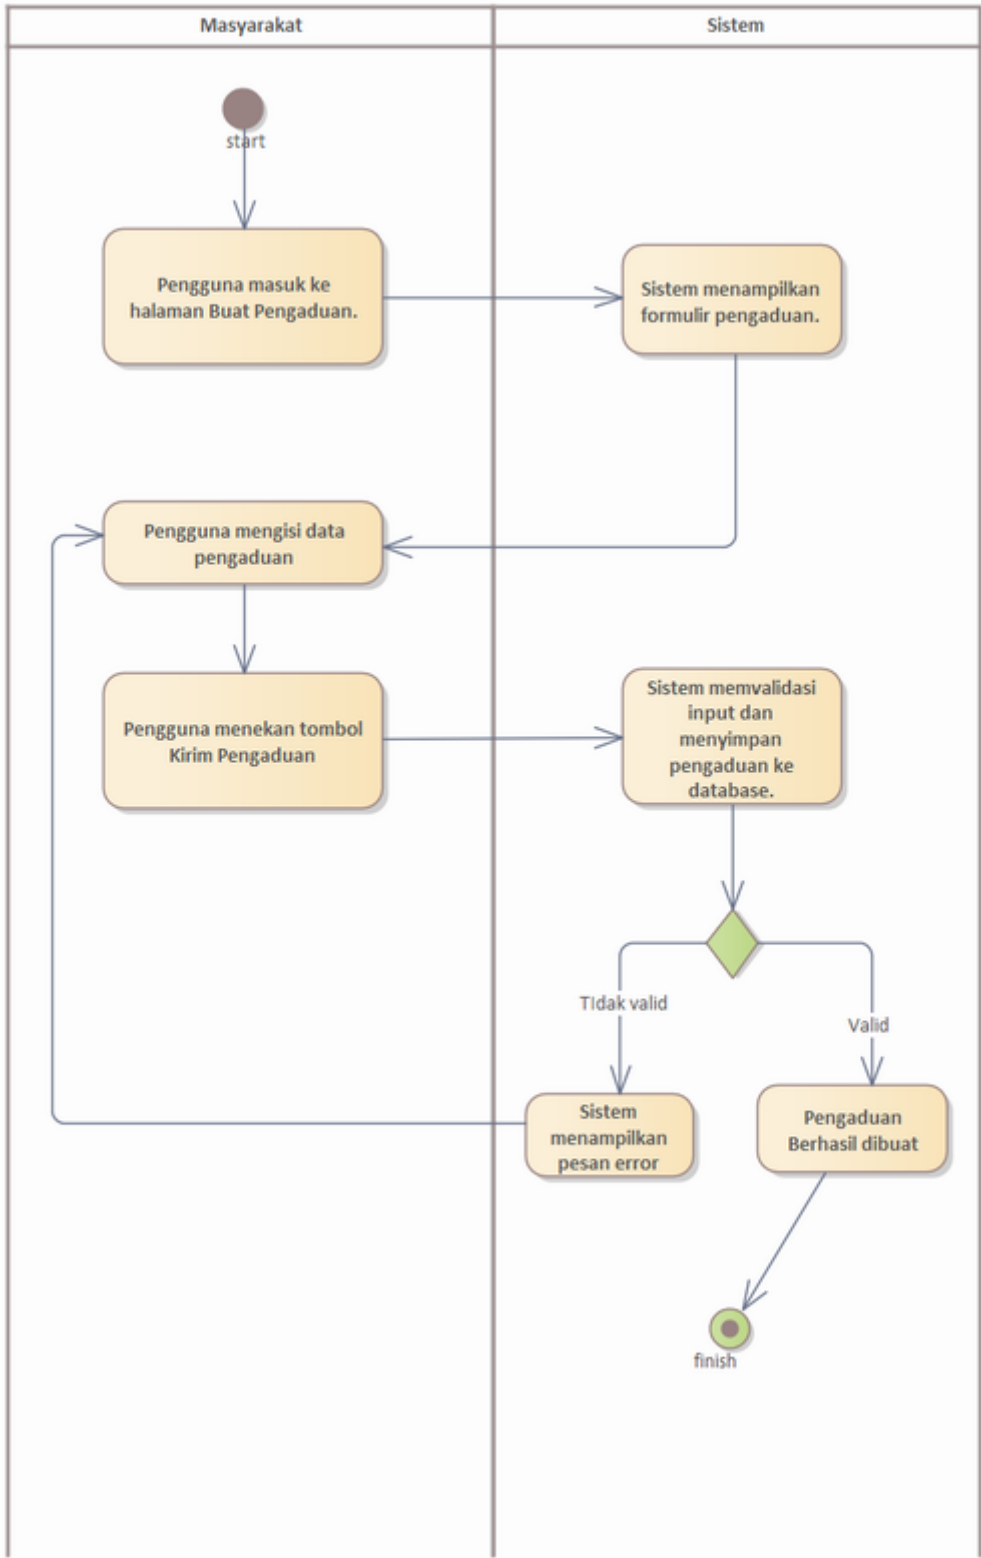 Masyarakat
Sistem
start
Pengguna masuk ke
halaman Buat Pengaduan.
Sistem menampilkan
formulir pengaduan.
Pengguna mengisi data
pengaduan
Pengguna menekan tombol
Kirim Pengaduan
Sistem memvalidasi
input dan
menyimpan
pengaduan ke
database.
TIdak valid
Valid
Sistem
menampilkan
pesan error
Pengaduan
Berhasil dibuat
finish